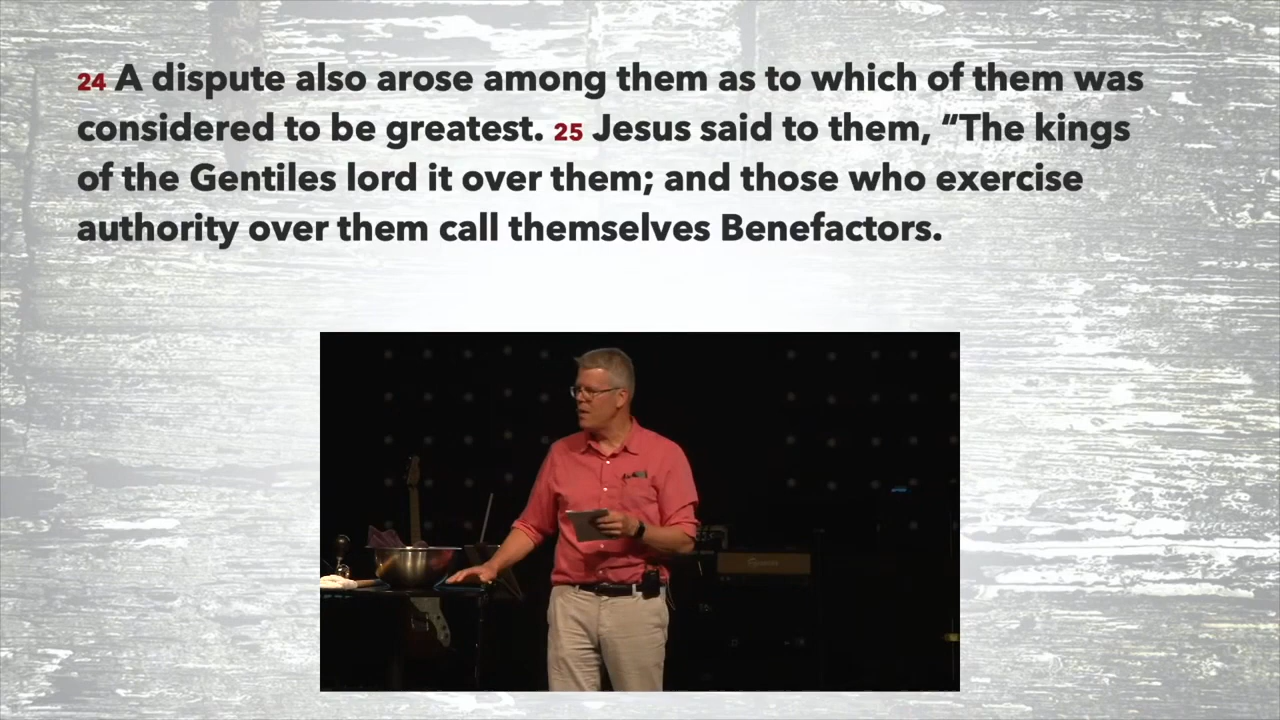 24 A dispute also arose among them as to which of them was
considered to be greatest. 25 Jesus said to them, “The kings
of the Gentiles lord it over them; and those who exercise
authority over them call themselves Benefactors.